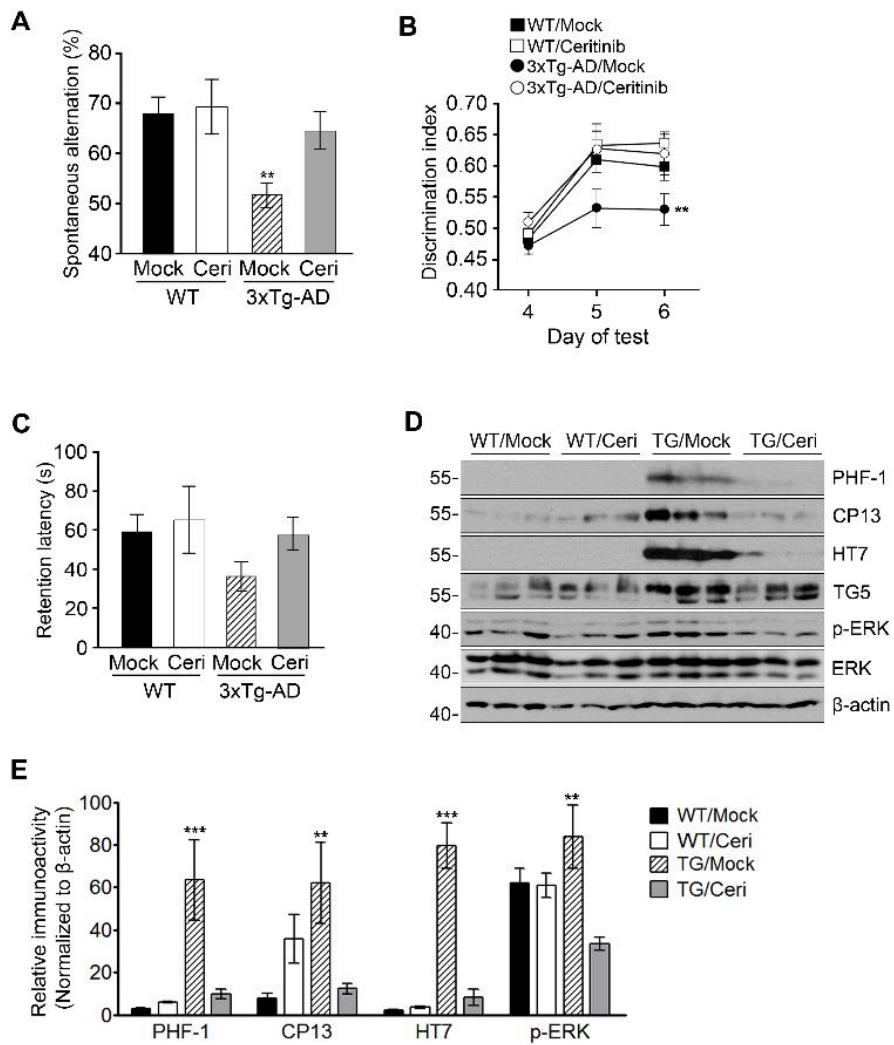 A
Spontaneous alternation (%)
80
70
60
50
40
**
Mock Ceri Mock Ceri
WT 3xTg-AD
B
WT/Mock
WT/Ceritinib
3xTg-AD/Mock
3xTg-AD/Ceritinib
Discrimination index
0.70
0.65
0.60
0.55
0.50
0.45
0.40
**
4 5 6
Day of test
C
Retention latency (s)
100
80
60
40
20
0
Mock Ceri Mock Ceri
WT 3xTg-AD
D
WT/Mock WT/Ceri TG/Mock TG/Ceri
55- PHF-1
55- CP13
55- HT7
55- TG5
40- p-ERK
40- ERK
40- β-actin
E
Relative immunoactivity
(Normalized to β-actin)
100
80
60
40
20
0
*** ** *** **
PHF-1 CP13 HT7 p-ERK
WT/Mock
WT/Ceri
TG/Mock
TG/Ceri